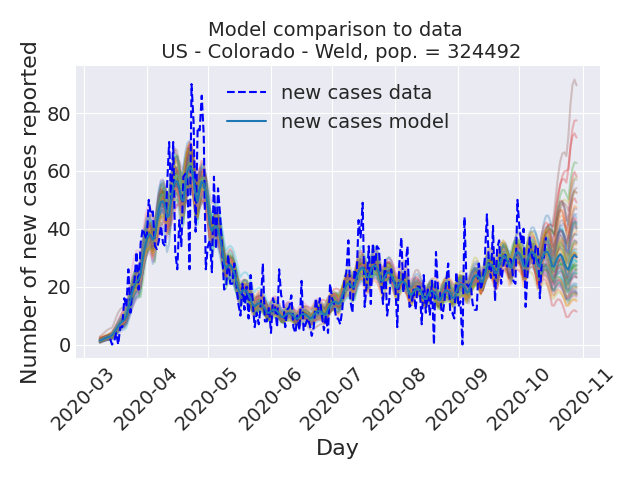 Model comparison to data
US - Colorado - Weld, pop. = 324492
new cases data
new cases model
Number of new cases reported
80
60
40
20
0
2020-03
2020-04
2020-05
2020-06
2020-07
2020-08
2020-09
2020-10
2020-11
Day